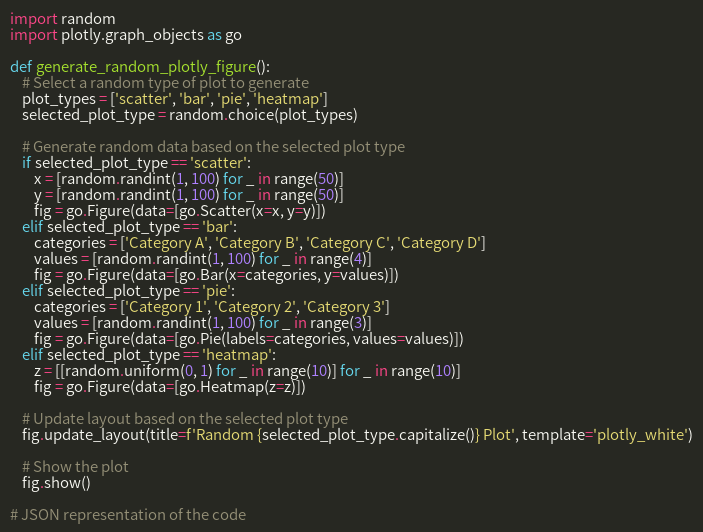 import random
import plotly.graph_objects as go

def generate_random_plotly_figure():
    # Select a random type of plot to generate
    plot_types = ['scatter', 'bar', 'pie', 'heatmap']
    selected_plot_type = random.choice(plot_types)

    # Generate random data based on the selected plot type
    if selected_plot_type == 'scatter':
        x = [random.randint(1, 100) for _ in range(50)]
        y = [random.randint(1, 100) for _ in range(50)]
        fig = go.Figure(data=[go.Scatter(x=x, y=y)])
    elif selected_plot_type == 'bar':
        categories = ['Category A', 'Category B', 'Category C', 'Category D']
        values = [random.randint(1, 100) for _ in range(4)]
        fig = go.Figure(data=[go.Bar(x=categories, y=values)])
    elif selected_plot_type == 'pie':
        categories = ['Category 1', 'Category 2', 'Category 3']
        values = [random.randint(1, 100) for _ in range(3)]
        fig = go.Figure(data=[go.Pie(labels=categories, values=values)])
    elif selected_plot_type == 'heatmap':
        z = [[random.uniform(0, 1) for _ in range(10)] for _ in range(10)]
        fig = go.Figure(data=[go.Heatmap(z=z)])

    # Update layout based on the selected plot type
    fig.update_layout(title=f'Random {selected_plot_type.capitalize()} Plot', template='plotly_white')

    # Show the plot
    fig.show()

# JSON representation of the code